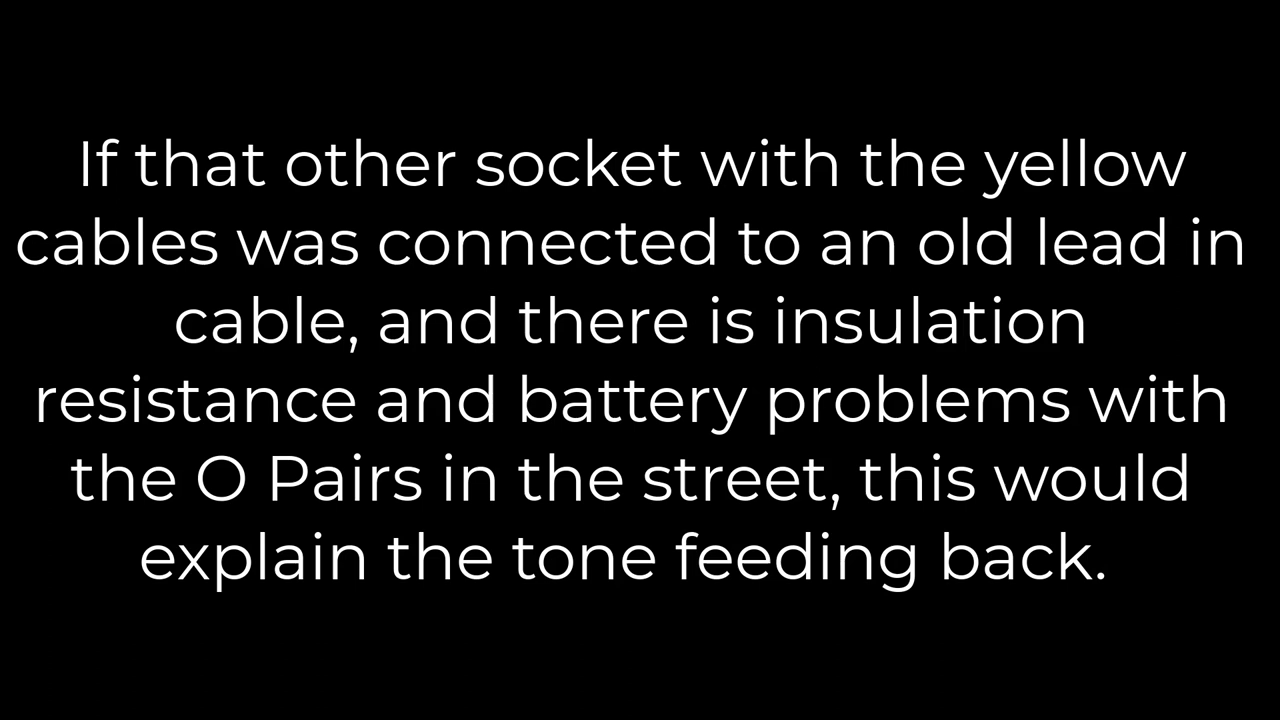 If that other socket with the yellow
cables was connected to an old lead in
cable, and there is insulation
resistance and battery problems with
the O Pairs in the street, this would
explain the tone feeding back.